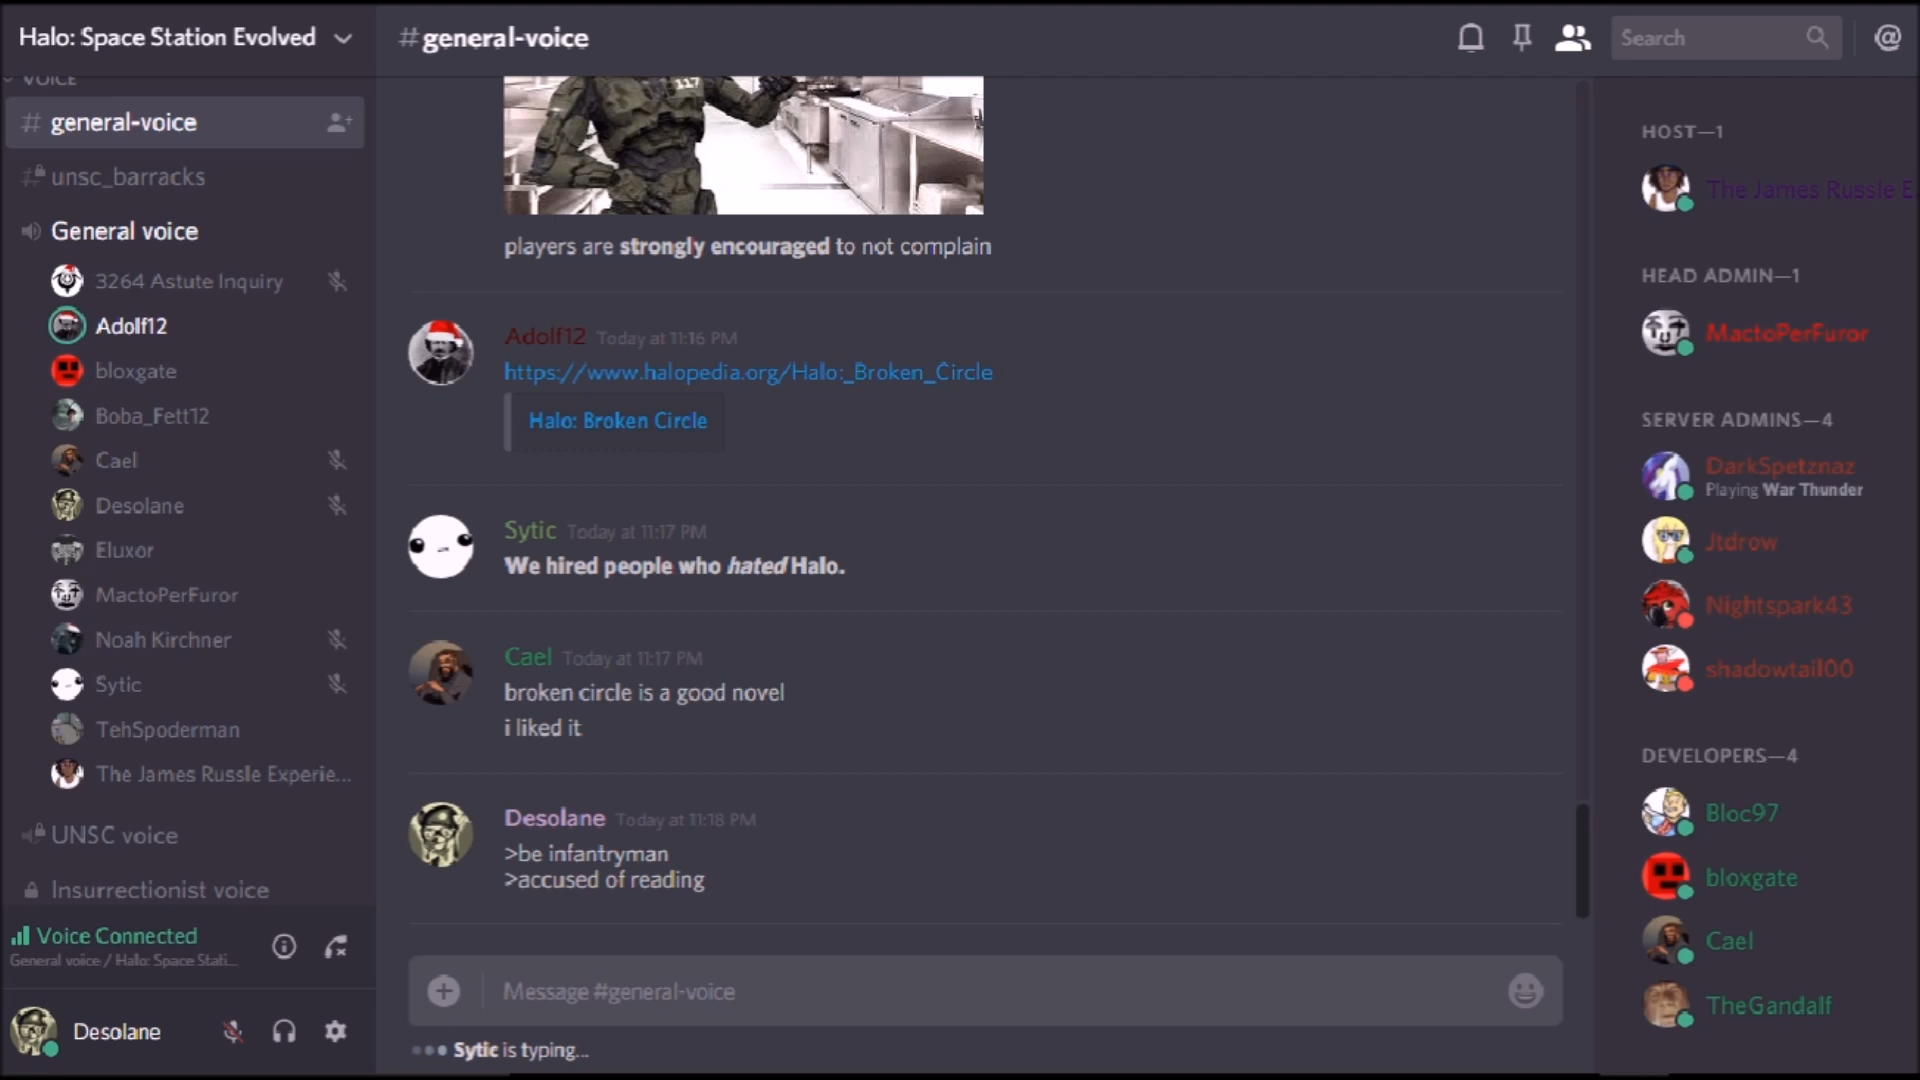 Halo: Space Station Evolved
VOICE
# general-voice
# unsc_barracks
General voice
3264 Astute Inquiry
Adolf12
bloxgate
Boba_Fett12
Cael
Desolane
Eluxor
MactoPerFuror
Noah Kirchner
Sytic
TehSpoderman
The James Russle Experie...
UNSC voice
Insurrectionist voice
Voice Connected
General voice / Halo: Space Stati...
Desolane
#general-voice
117
players are strongly encouraged to not complain
Adolf12 Today at 11:16 PM
https://www.halopedia.org/Halo:_Broken_Circle
Halo: Broken Circle
Sytic Today at 11:17 PM
We hired people who hated Halo.
Cael Today at 11:17 PM
broken circle is a good novel
i liked it
Desolane Today at 11:18 PM
>be infantryman
>accused of reading
Message #general-voice
Sytic is typing...
Search
@
HOST—1
The James Russle E
HEAD ADMIN—1
MactoPerFuror
SERVER ADMINS—4
DarkSpetznaz
Playing War Thunder
Jtdrow
Nightspark43
shadowtail00
DEVELOPERS—4
Bloc97
bloxgate
Cael
TheGandalf